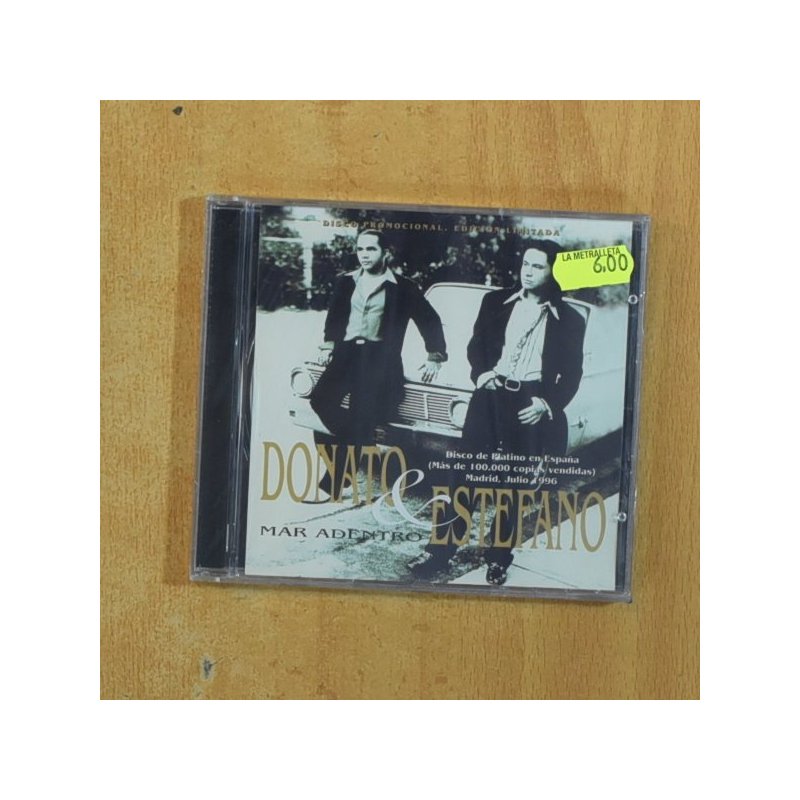 DISCO PROMOCIONAL. EDICION LIMITADA
LA METRALLETA
6,00
Disco de Platino en España
(Más de 100.000 copias vendidas)
Madrid, Julio 1996
DONATO
& ESTEFANO
MAR ADENTRO